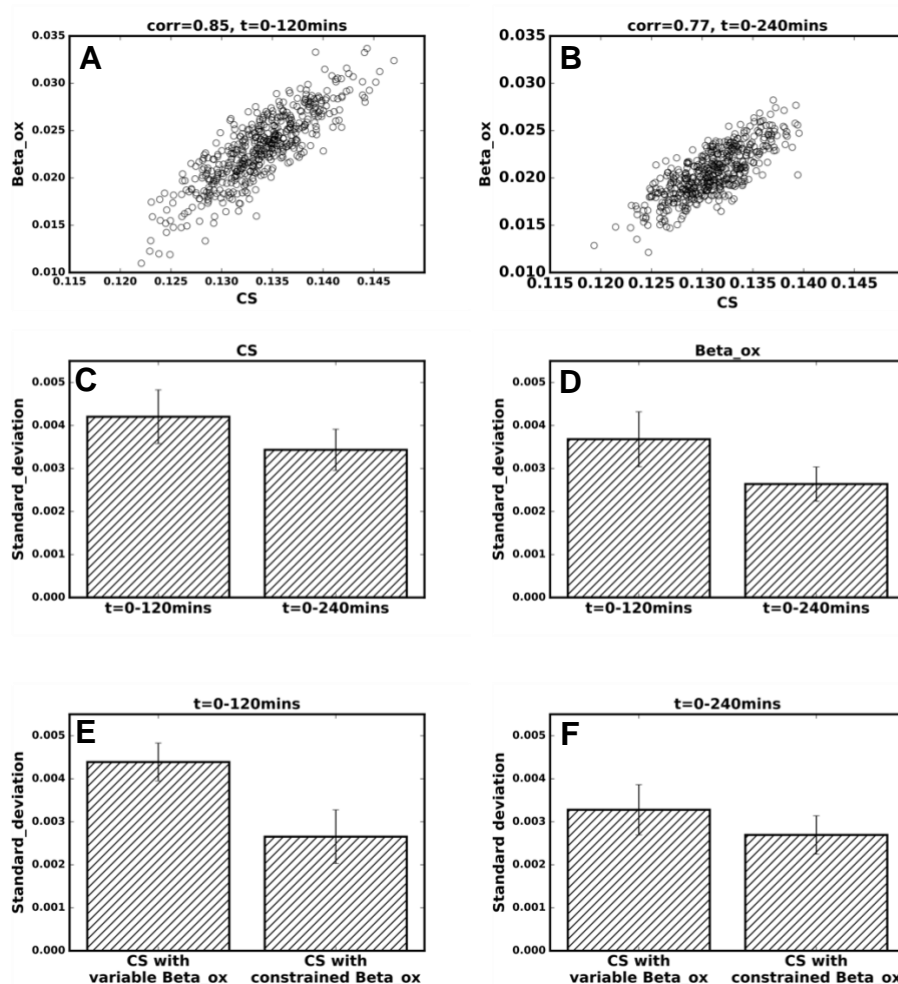 corr=0.85, t=0-120mins
A
0.035
0.030
0.025
0.020
0.015
0.010
Beta_ox
0.115 0.120 0.125 0.130 0.135 0.140 0.145
CS
corr=0.77, t=0-240mins
B
0.035
0.030
0.025
0.020
0.015
0.010
Beta_ox
0.115 0.120 0.125 0.130 0.135 0.140 0.145
CS
CS
C
0.005
0.004
0.003
0.002
0.001
0.000
Standard_deviation
t=0-120mins t=0-240mins
Beta_ox
D
0.005
0.004
0.003
0.002
0.001
0.000
Standard_deviation
t=0-120mins t=0-240mins
t=0-120mins
E
0.005
0.004
0.003
0.002
0.001
0.000
Standard_deviation
CS with
variable Beta_ox
CS with
constrained Beta_ox
t=0-240mins
F
0.005
0.004
0.003
0.002
0.001
0.000
Standard deviation
CS with
variable Beta_ox
CS with
constrained Beta_ox